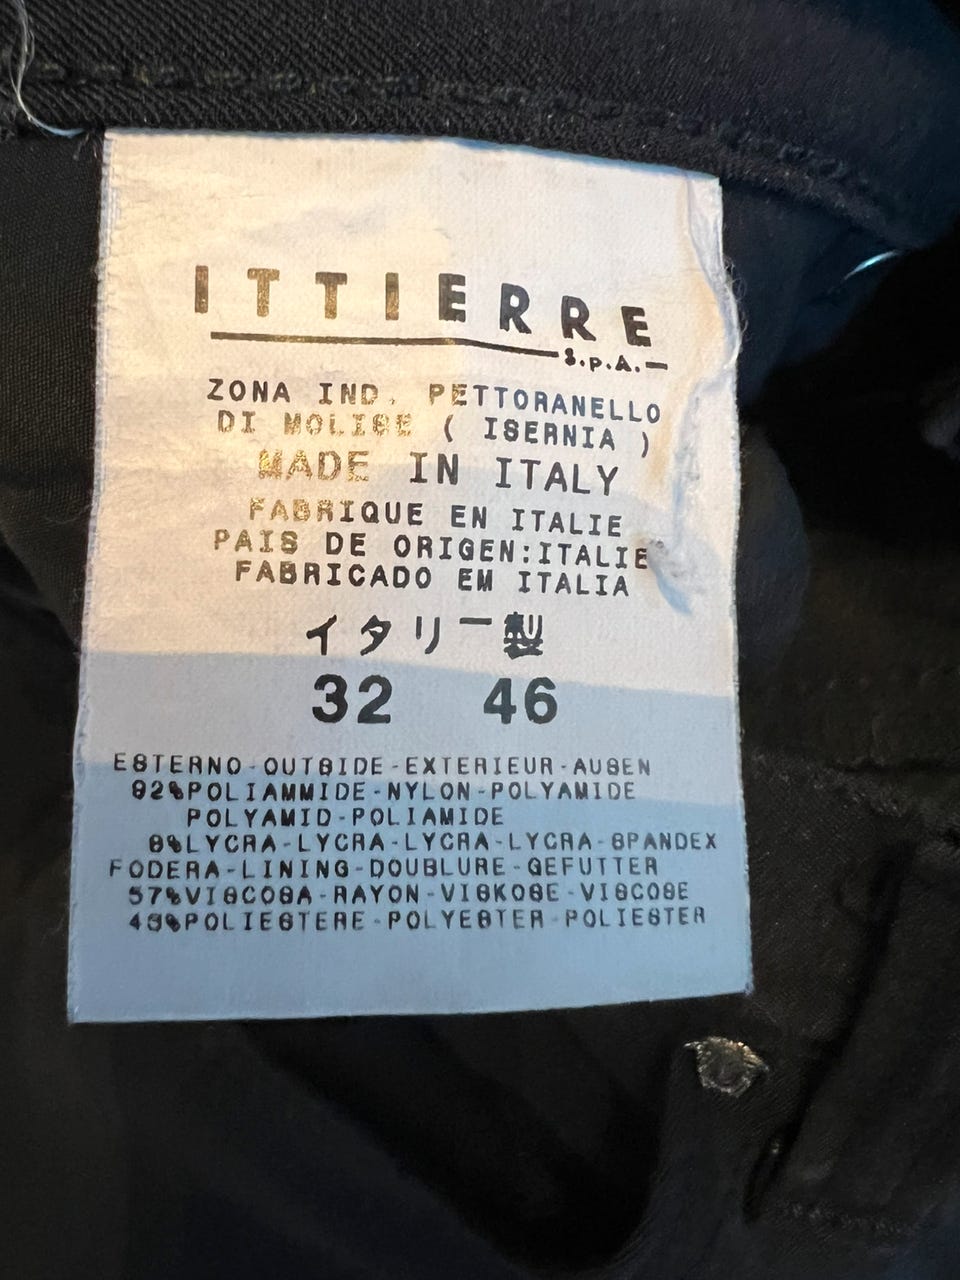 ITTIERRE
S.p.A.
ZONA IND. PETTORANELLO
DI MOLISE ( ISERNIA )
MADE IN ITALY
FABRIQUE EN ITALIE
PAIS DE ORIGEN:ITALIE
FABRICADO EM ITALIA
イタリー製
32 46
ESTERNO-OUTSIDE-EXTERIEUR-AUSEN
92%POLIAMMIDE-NYLON-POLYAMIDE
POLYAMID-POLIAMIDE
8%LYCRA-LYCRA-LYCRA-LYCRA-SPANDEX
FODERA-LINING-DOUBLURE-GEFUTTER
57%VISCOSA-RAYON-VISKOSE-VISCOSE
43%POLIESTERE-POLYESTER-POLIESTER